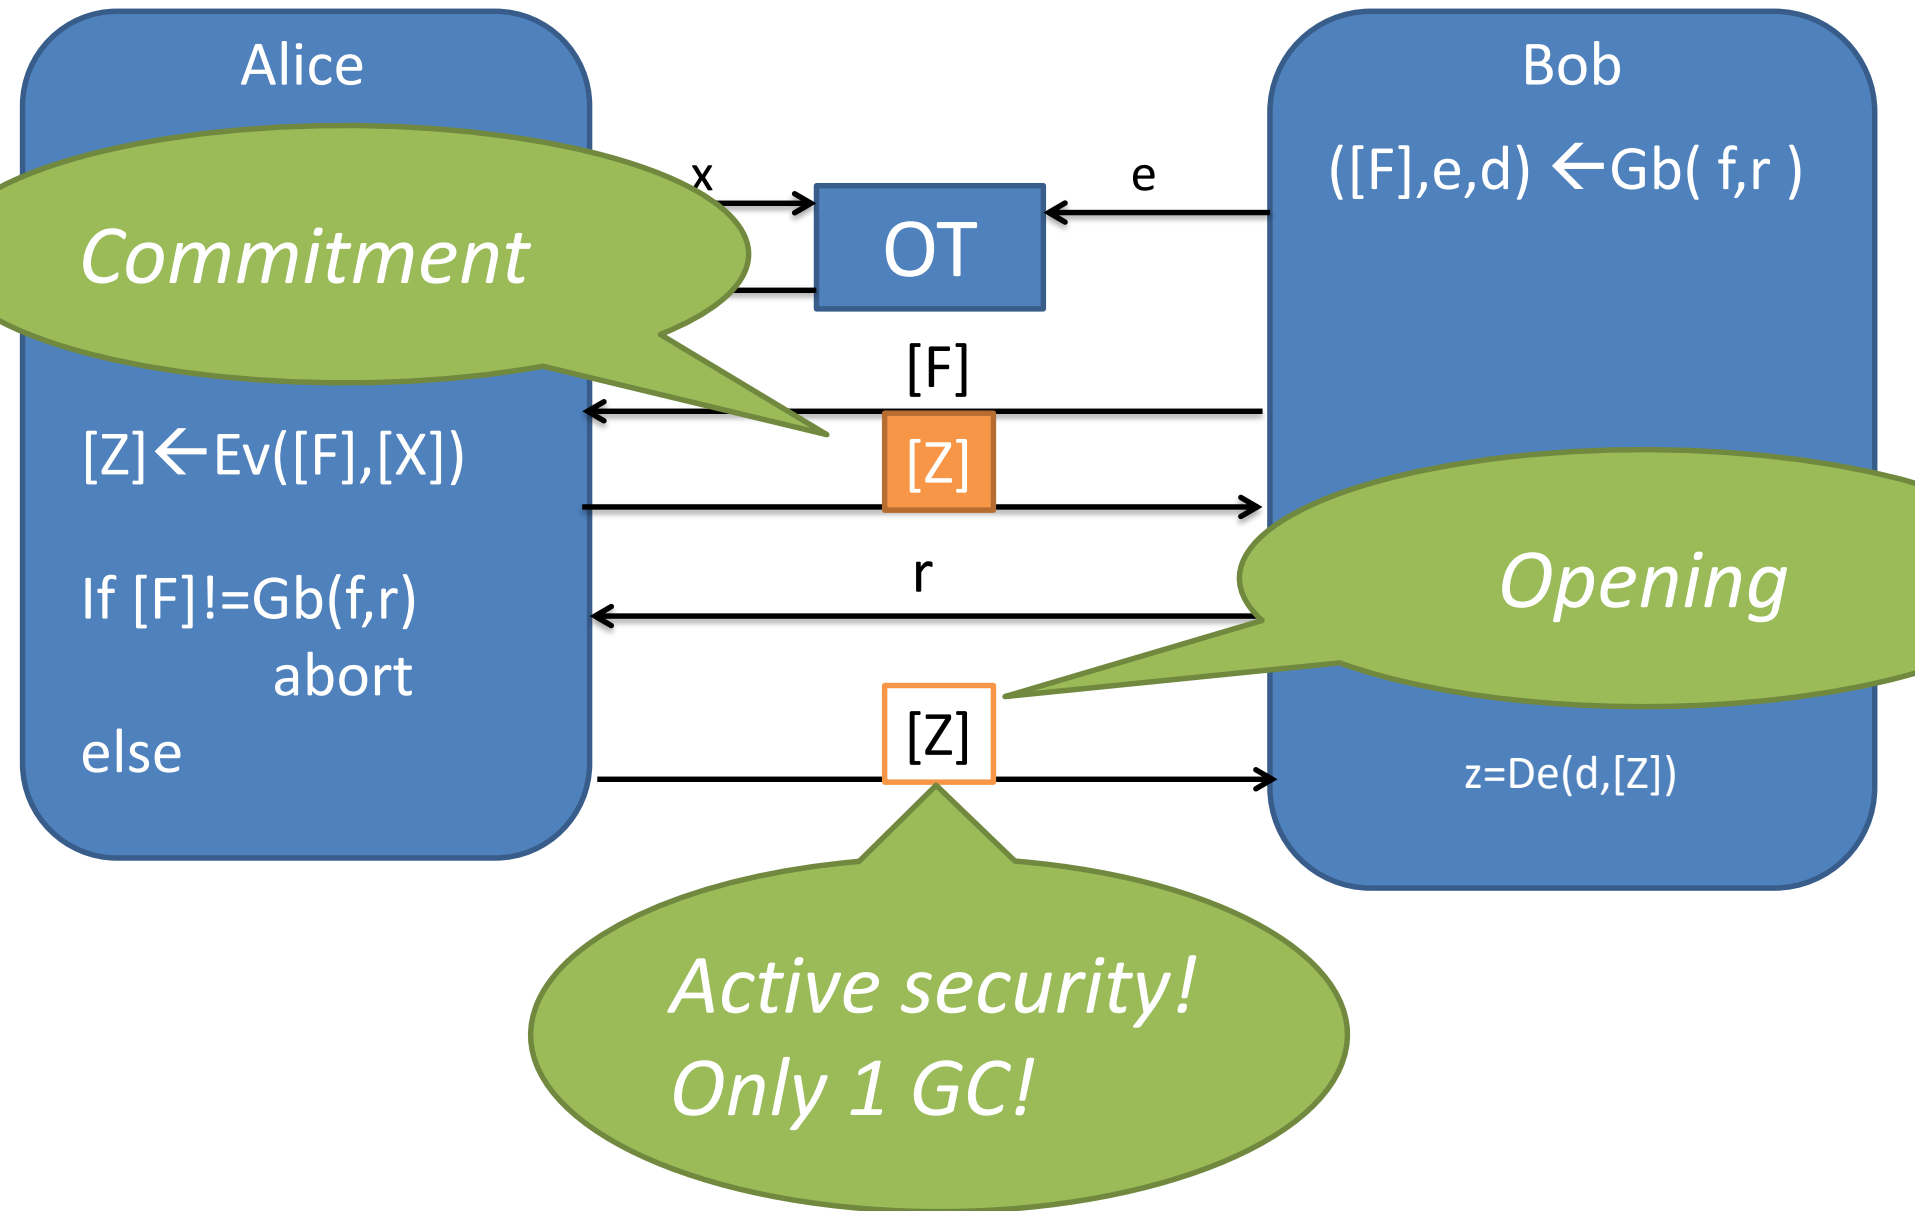 Alice
Bob
([F],e,d) ←Gb( f,r )
x
e
OT
Commitment
[F]
[Z]←Ev([F],[X])
[Z]
Opening
r
If [F]!=Gb(f,r)
abort
else
[Z]
z=De(d,[Z])
Active security!
Only 1 GC!